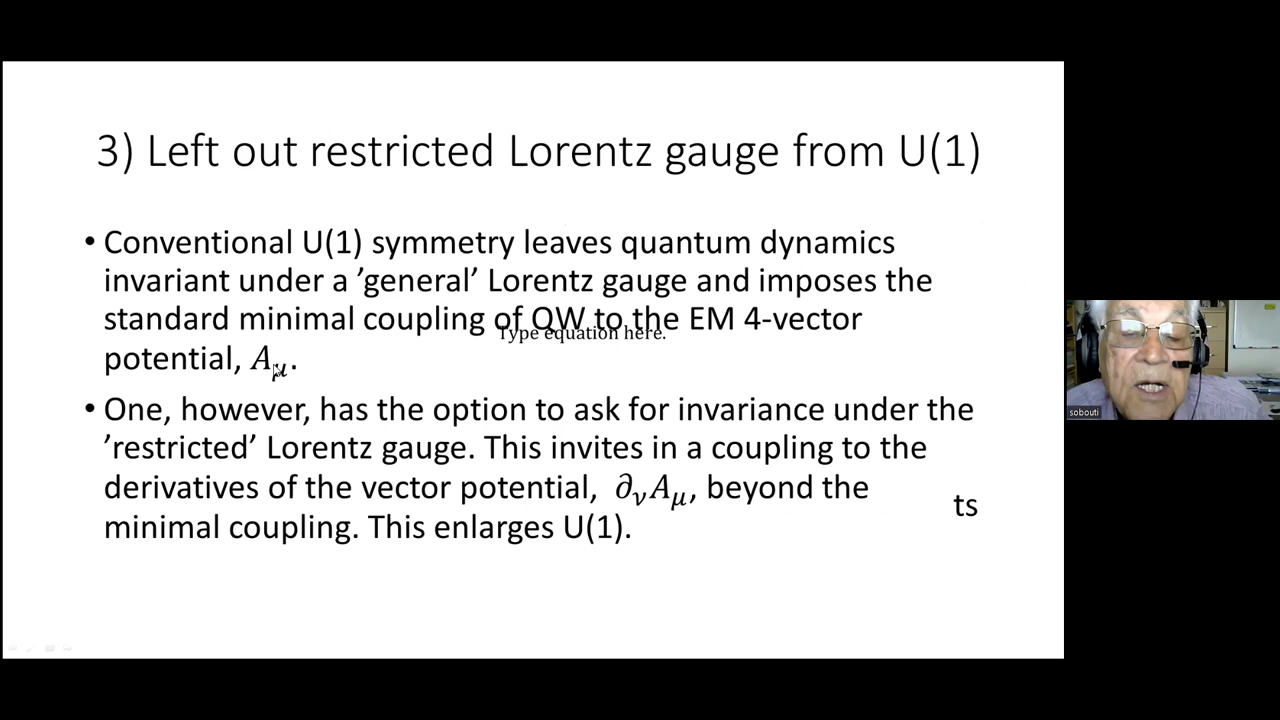 3) Left out restricted Lorentz gauge from U(1)
• Conventional U(1) symmetry leaves quantum dynamics
invariant under a ’general’ Lorentz gauge and imposes the
standard minimal coupling of QW to the EM 4-vector
Type equation here.
potential, 𝐴𝜇.
• One, however, has the option to ask for invariance under the
’restricted’ Lorentz gauge. This invites in a coupling to the
derivatives of the vector potential, 𝜕𝜈𝐴𝜇, beyond the
minimal coupling. This enlarges U(1).
ts
sobouti